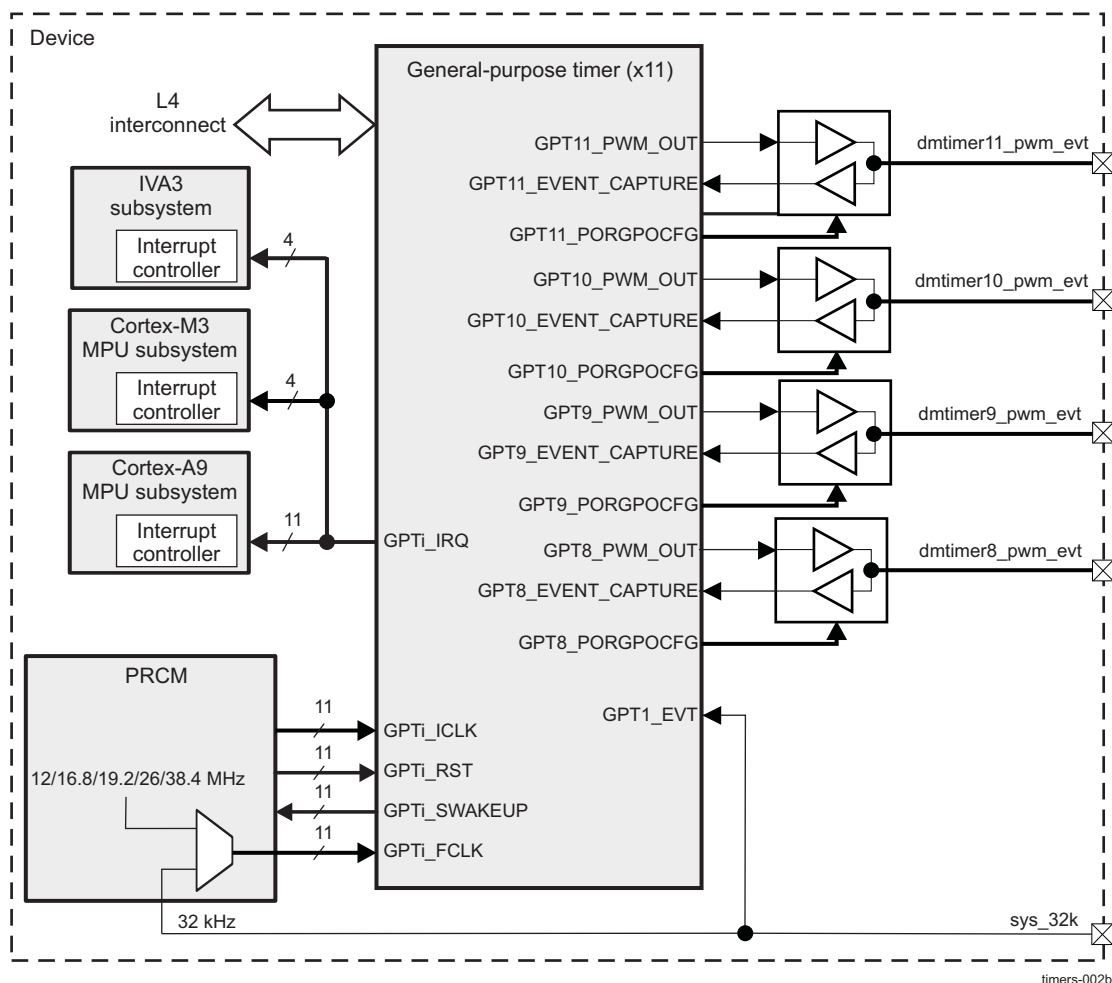 Device
General-purpose timer (x11)
L4
interconnect
IVA3
subsystem
Interrupt
controller
4
Cortex-M3
MPU subsystem
Interrupt
controller
4
Cortex-A9
MPU subsystem
Interrupt
controller
11
GPTi_IRQ
GPT11_PWM_OUT
GPT11_EVENT_CAPTURE
GPT11_PORGPOCFG
dmtimer11_pwm_evt
GPT10_PWM_OUT
GPT10_EVENT_CAPTURE
GPT10_PORGPOCFG
dmtimer10_pwm_evt
GPT9_PWM_OUT
GPT9_EVENT_CAPTURE
GPT9_PORGPOCFG
dmtimer9_pwm_evt
GPT8_PWM_OUT
GPT8_EVENT_CAPTURE
GPT8_PORGPOCFG
dmtimer8_pwm_evt
GPT1_EVT
PRCM
12/16.8/19.2/26/38.4 MHz
11
GPTi_ICLK
11
GPTi_RST
11
GPTi_SWAKEUP
11
GPTi_FCLK
32 kHz
sys_32k
timers-002b